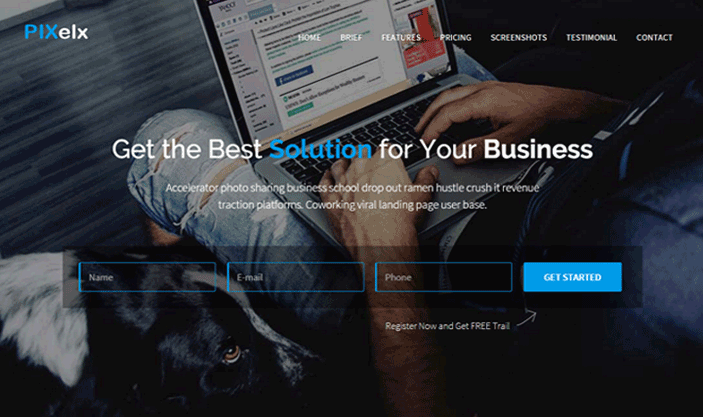 PIXelx
HOME BRIEF FEATURES PRICING SCREENSHOTS TESTIMONIAL CONTACT
Get the Best Solution for Your Business
Accelerator photo sharing business school drop out ramen hustle crush it revenue
traction platforms. Coworking viral landing page user base.
Name E-mail Phone GET STARTED
Register Now and Get FREE Trail